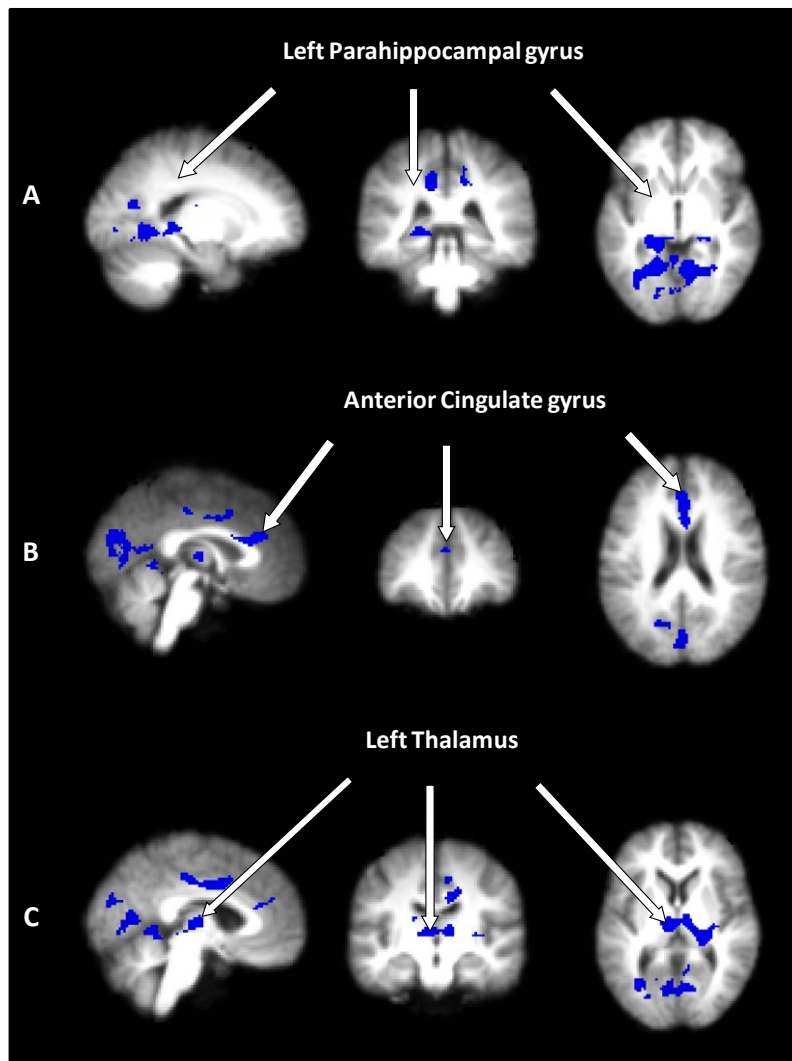 Left Parahippocampal gyrus
A
Anterior Cingulate gyrus
B
Left Thalamus
C